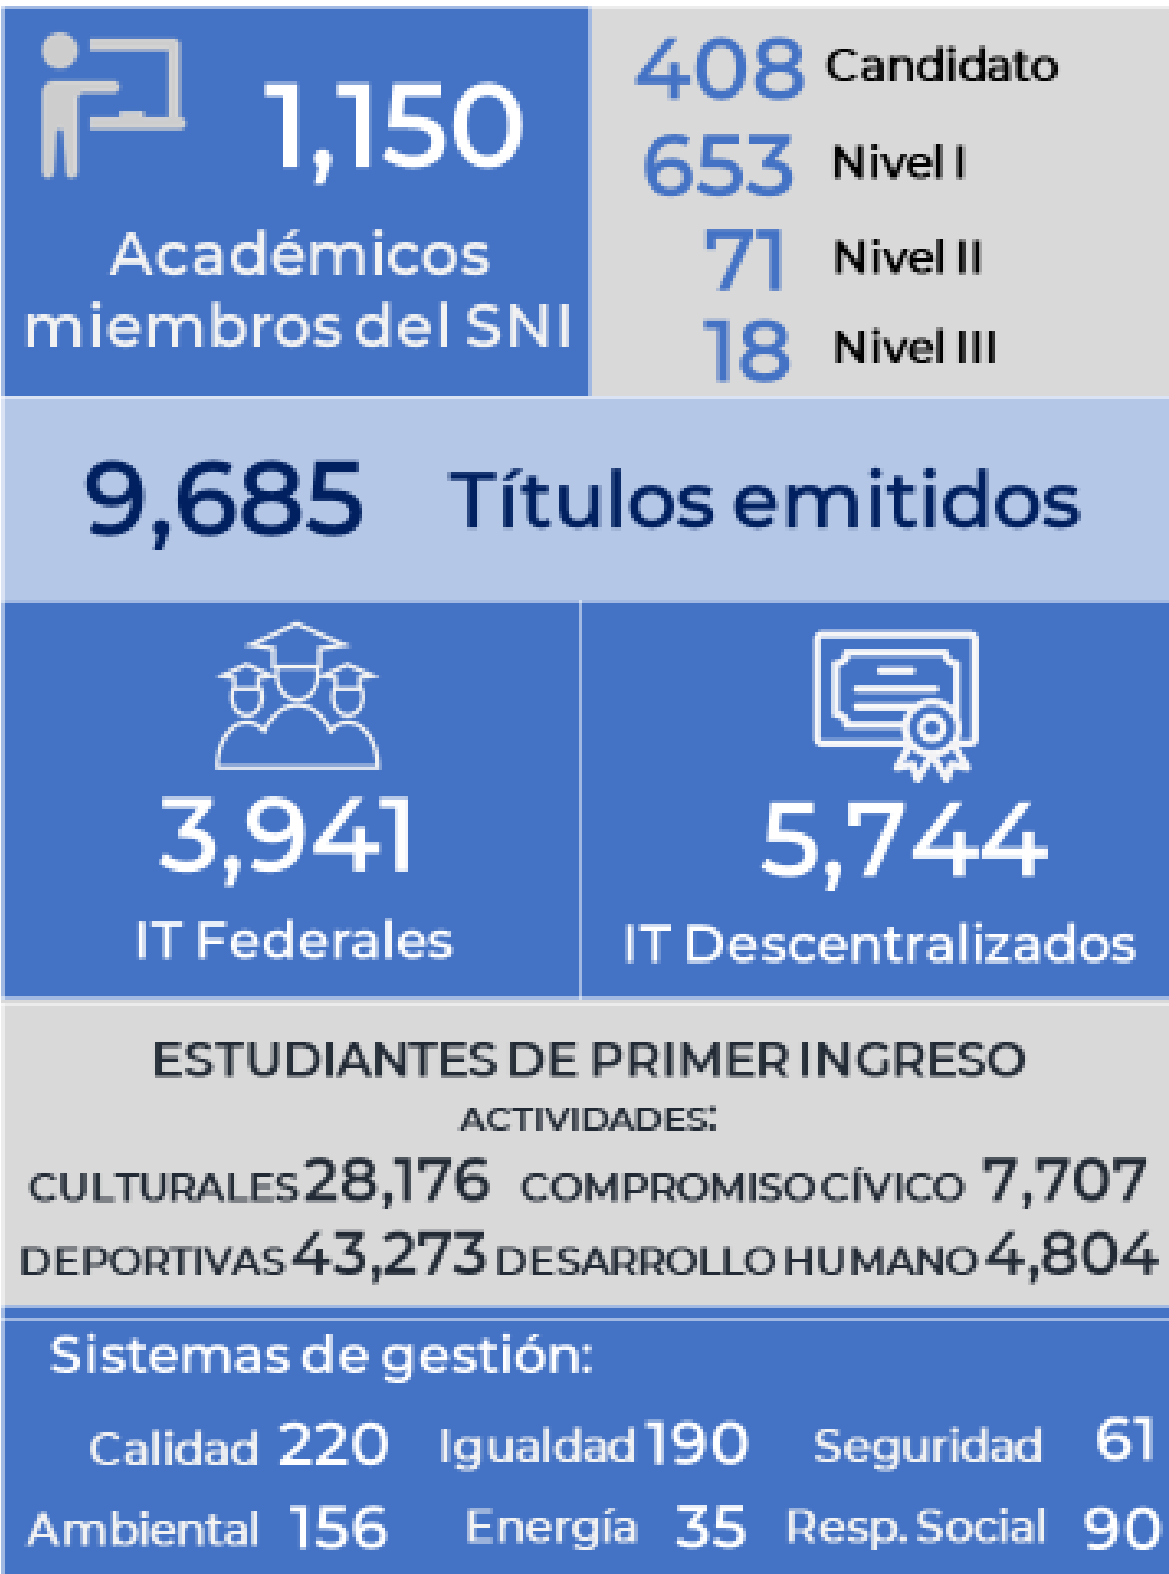 1,150
Académicos
miembros del SNI
408 Candidato
653 Nivel I
71 Nivel II
18 Nivel III
9,685 Títulos emitidos
3,941
IT Federales
5,744
IT Descentralizados
ESTUDIANTES DE PRIMER INGRESO
ACTIVIDADES:
CULTURALES 28,176 COMPROMISO CÍVICO 7,707
DEPORTIVAS 43,273 DESARROLLO HUMANO 4,804
Sistemas de gestión:
Calidad 220 Igualdad 190 Seguridad 61
Ambiental 156 Energía 35 Resp. Social 90